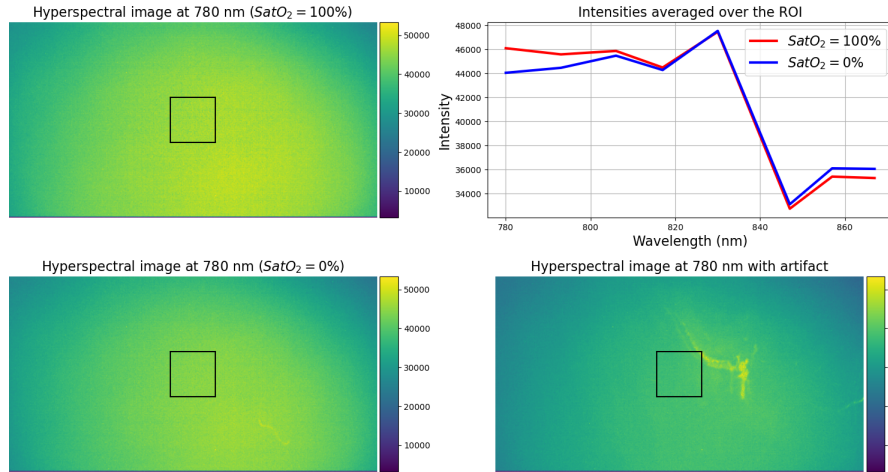 Hyperspectral image at 780 nm (SatO₂ = 100%)
50000
40000
30000
20000
10000
Intensities averaged over the ROI
48000
46000
44000
42000
40000
38000
36000
34000
Intensity
SatO₂ = 100%
SatO₂ = 0%
780
800
820
840
860
Wavelength (nm)
Hyperspectral image at 780 nm (SatO₂ = 0%)
50000
40000
30000
20000
10000
Hyperspectral image at 780 nm with artifact